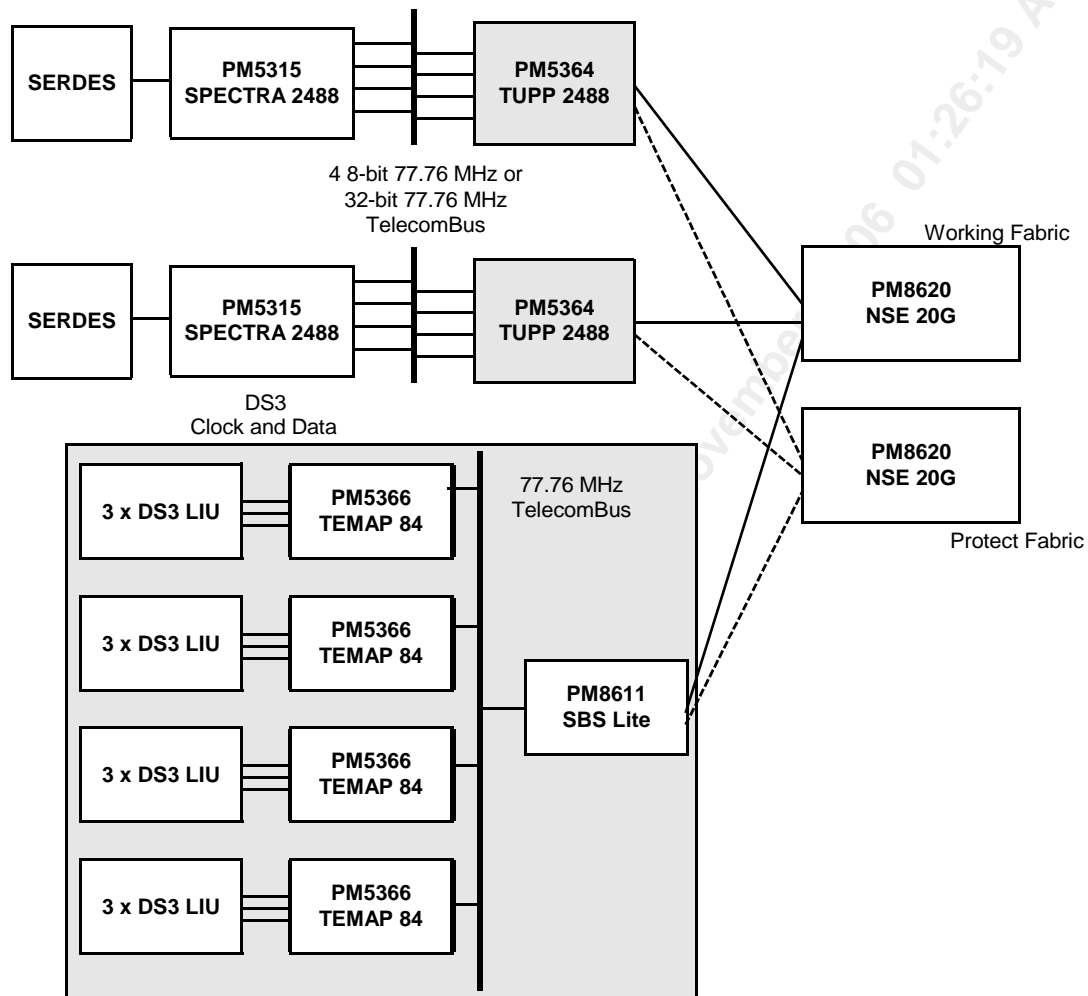 SERDES
PM5315
SPECTRA 2488
PM5364
TUPP 2488
4 8-bit 77.76 MHz or
32-bit 77.76 MHz
TelecomBus
SERDES
PM5315
SPECTRA 2488
PM5364
TUPP 2488
Working Fabric
PM8620
NSE 20G
PM8620
NSE 20G
Protect Fabric
DS3
Clock and Data
3 x DS3 LIU
PM5366
TEMAP 84
77.76 MHz
TelecomBus
3 x DS3 LIU
PM5366
TEMAP 84
PM8611
SBS Lite
3 x DS3 LIU
PM5366
TEMAP 84
3 x DS3 LIU
PM5366
TEMAP 84
01:26:19